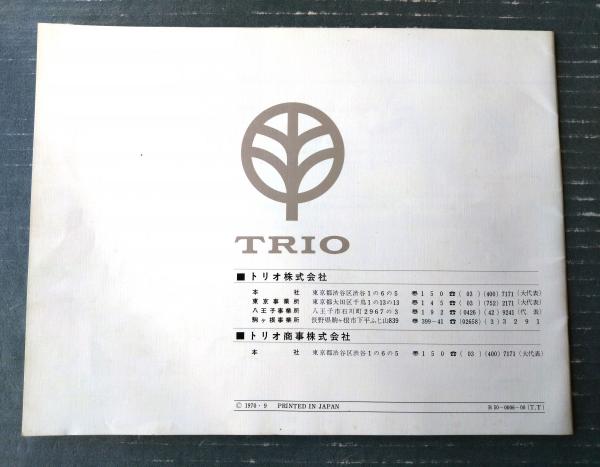 TRIO
■ トリオ株式会社
本 社 東京都渋谷区渋谷1の6の5 〠150 ☎(03)(400)7171(大代表)
東京事業所 東京都大田区千鳥1の13の13 〠145 ☎(03)(752)2171(大代表)
八王子事業所 八王子市石川町2967の3 〠192 ☎(0426)(42)9241(代 表)
駒ヶ根事業所 長野県駒ヶ根市下平ふじ山839 〠399-41 ☎(02658)(3)3291
■ トリオ商事株式会社
本 社 東京都渋谷区渋谷1の6の5 〠150 ☎(03)(400)7171(大代表)
© 1970・9 PRINTED IN JAPAN B50-0006-00(T.T)